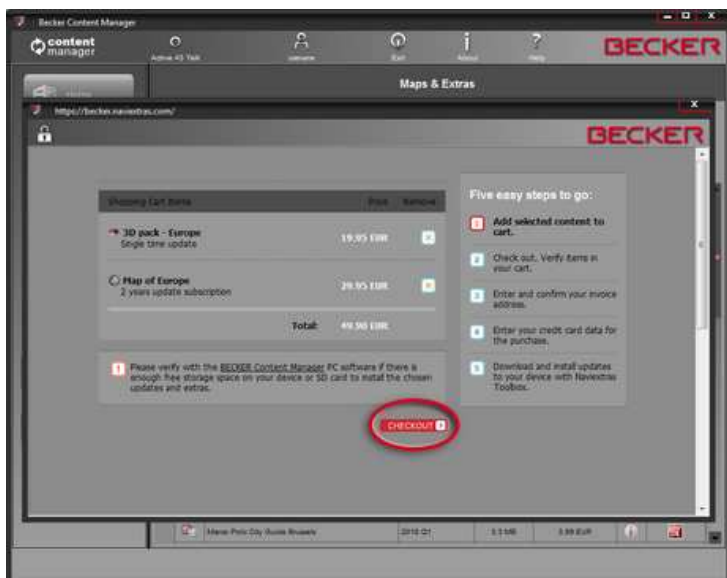 Becker Content Manager
content
manager
Active 4S Talk
username
Exit
About
Help
BECKER
Home
Maps & Extras
https://becker.naviextras.com/
BECKER
Shopping Cart Items
Price
Remove
3D pack - Europe
19.95 EUR
Single time update
Map of Europe
29.95 EUR
2 years update subscription
Total:
49.90 EUR
Please verify with the BECKER Content Manager PC software if there is
enough free storage space on your device or SD card to install the chosen
updates and extras.
CHECKOUT
Five easy steps to go:
1 Add selected content to
cart.
2 Check out. Verify items in
your cart.
3 Enter and confirm your invoice
address.
4 Enter your credit card data for
the purchase.
5 Download and install updates
to your device with Naviextras
Toolbox.
Marco Polo City Guide Brussels
2010 Q1
5.99 EUR